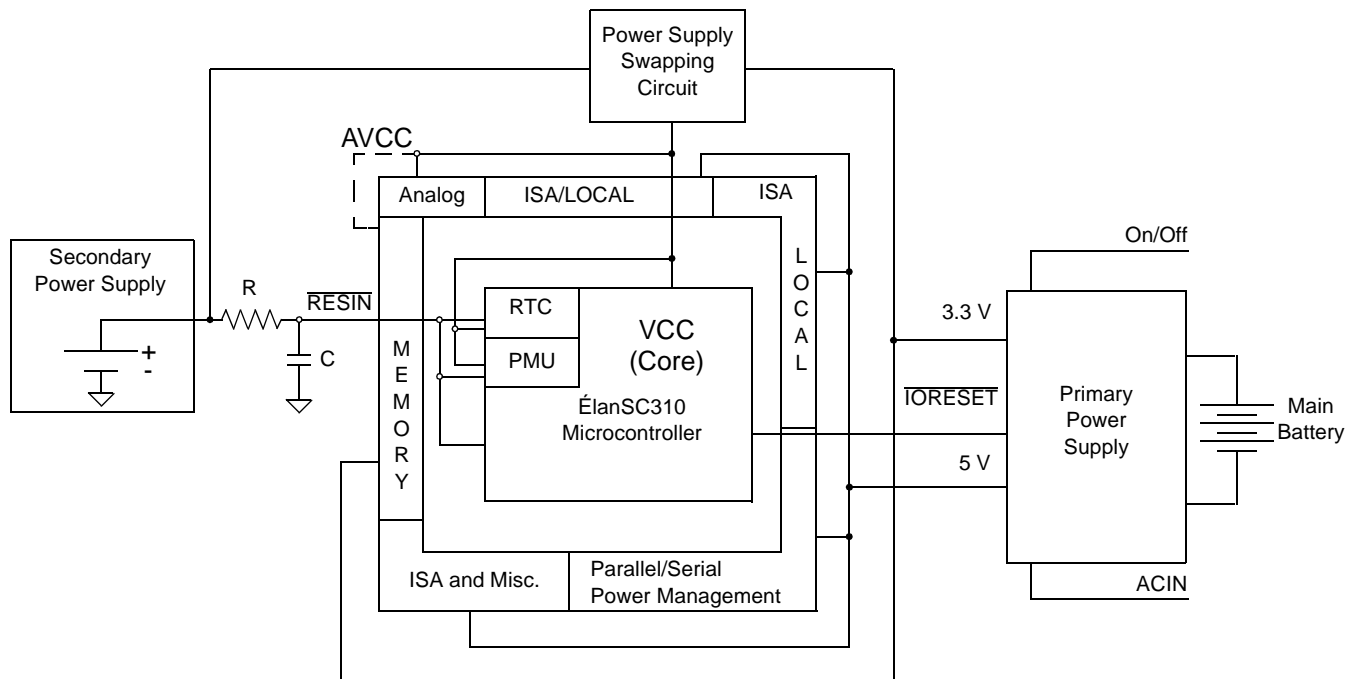 Power Supply
Swapping
Circuit
AVCC
Analog
ISA/LOCAL
ISA
On/Off
Secondary
Power Supply
R
RESIN
LOCAL
RTC
VCC
(Core)
3.3 V
+
-
C
MEMORY
PMU
ÉlanSC310
Microcontroller
IORESET
Primary
Power
Supply
Main
Battery
5 V
ISA and Misc.
Parallel/Serial
Power Management
ACIN